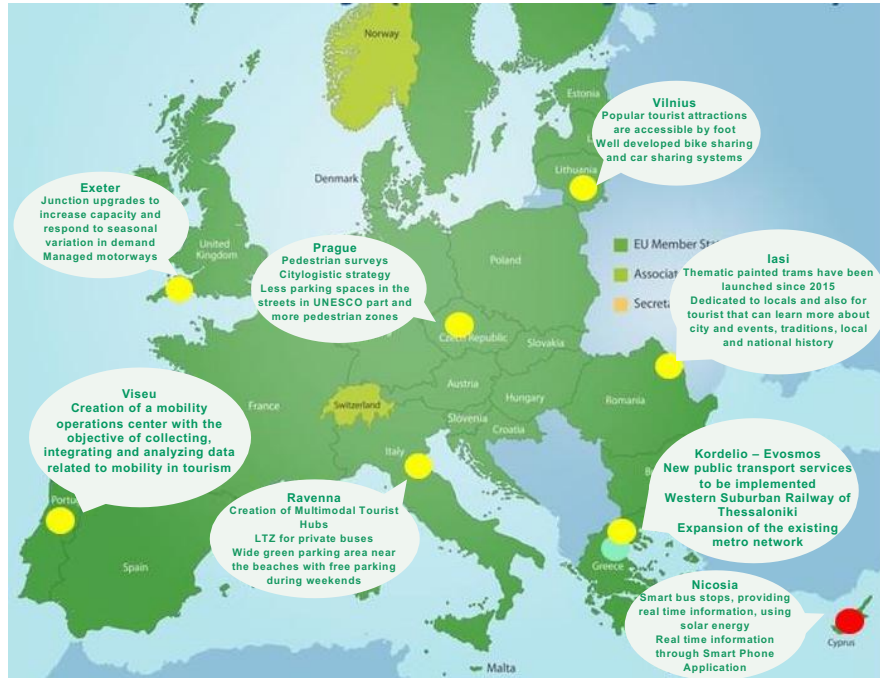 Norway
Estonia
Vilnius
Popular tourist attractions
are accessible by foot
Well developed bike sharing
and car sharing systems
Lithuania
Denmark
Exeter
Junction upgrades to
increase capacity and
respond to seasonal
variation in demand
Managed motorways
United
Kingdom
Prague
Pedestrian surveys
Citylogistic strategy
Less parking spaces in the
streets in UNESCO part and
more pedestrian zones
Poland
EU Member
Iasi
Thematic painted trams have been
launched since 2015
Dedicated to locals and also for
tourist that can learn more about
city and events, traditions, local
and national history
Czech Republic
Slovakia
Austria
Hungary
Switzerland
Slovenia
Croatia
Romania
France
Italy
Viseu
Creation of a mobility
operations center with the
objective of collecting,
integrating and analyzing data
related to mobility in tourism
Kordelio – Evosmos
New public transport services
to be implemented
Western Suburban Railway of
Thessaloniki
Expansion of the existing
metro network
Ravenna
Creation of Multimodal Tourist
Hubs
LTZ for private buses
Wide green parking area near
the beaches with free parking
during weekends
Spain
Greece
Nicosia
Smart bus stops, providing
real time information, using
solar energy
Real time information
through Smart Phone
Application
Cyprus
Malta